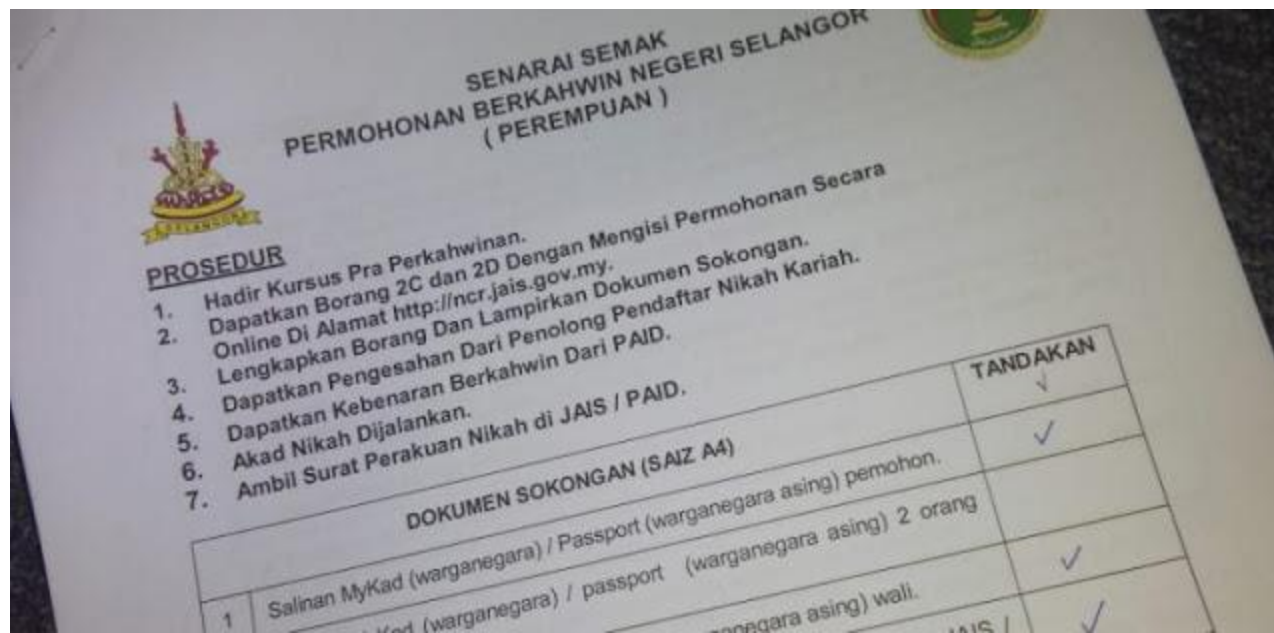 SENARAI SEMAK
PERMOHONAN BERKAHWIN NEGERI SELANGOR
( PEREMPUAN )
SELANGOR
PROSEDUR
1. Hadir Kursus Pra Perkahwinan.
2. Dapatkan Borang 2C dan 2D Dengan Mengisi Permohonan Secara
Online Di Alamat http://ncr.jais.gov.my.
3. Lengkapkan Borang Dan Lampirkan Dokumen Sokongan.
4. Dapatkan Pengesahan Dari Penolong Pendaftar Nikah Kariah.
5. Dapatkan Kebenaran Berkahwin Dari PAID.
6. Akad Nikah Dijalankan.
7. Ambil Surat Perakuan Nikah di JAIS / PAID.
DOKUMEN SOKONGAN (SAIZ A4) TANDAKAN
√
1 Salinan MyKad (warganegara) / Passport (warganegara asing) pemohon. ✓
(warganegara) / passport (warganegara asing) 2 orang
asing) wali. ✓
JAIS / ✓